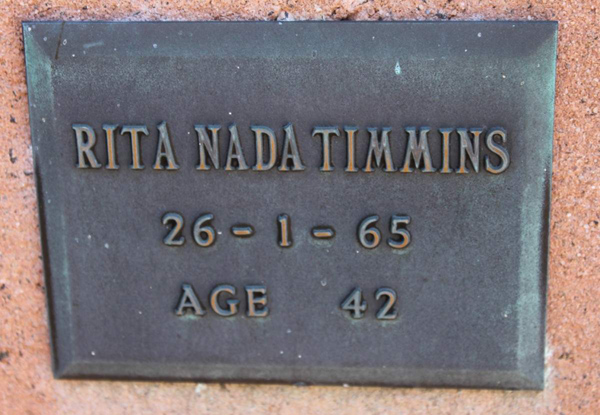 RITA NADA TIMMINS
26-1-65
AGE 42